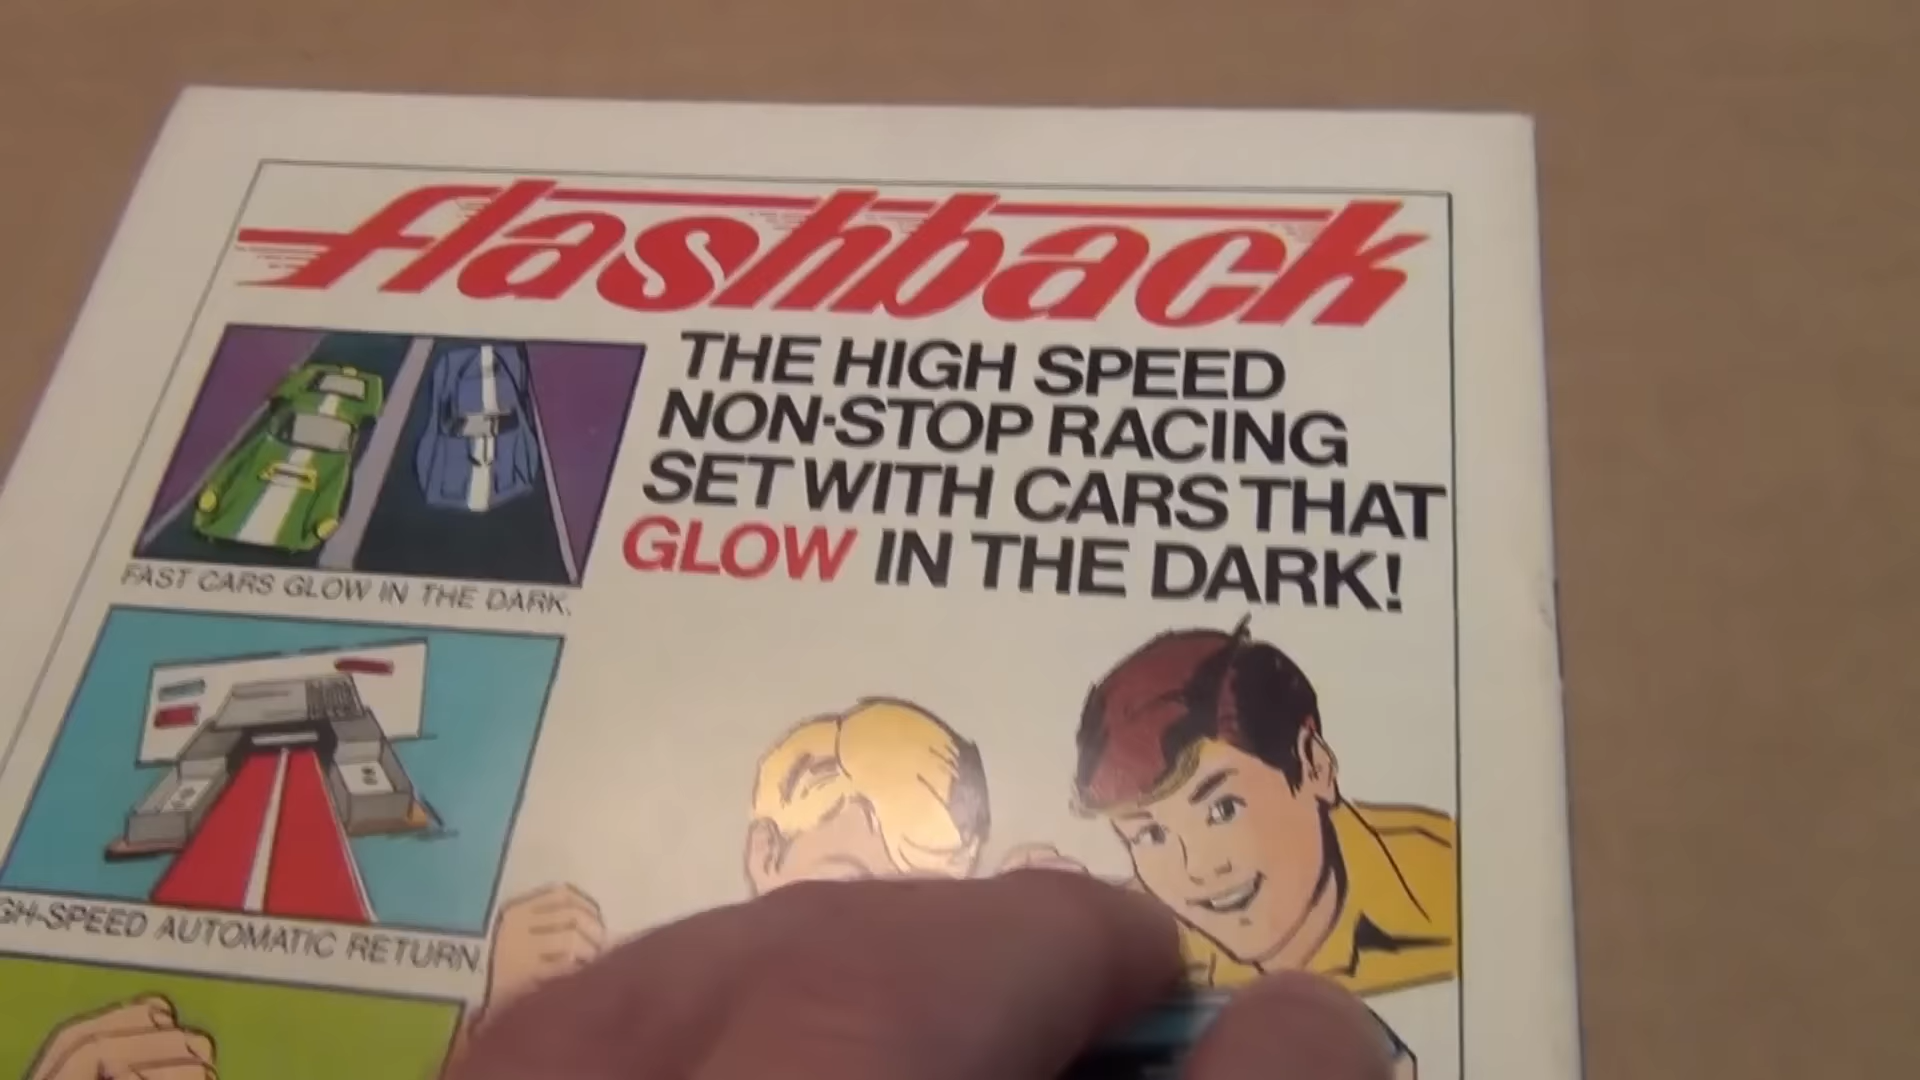 flashback
THE HIGH SPEED
NON-STOP RACING
SET WITH CARS THAT
GLOW IN THE DARK!
FAST CARS GLOW IN THE DARK.
GH-SPEED AUTOMATIC RETURN.